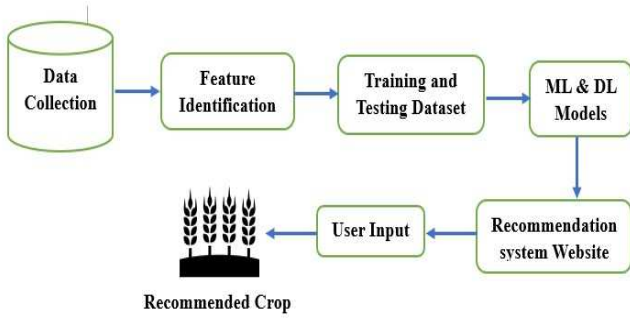 Data
Collection
Feature
Identification
Training and
Testing Dataset
ML & DL
Models
Recommendation
system Website
User Input
Recommended Crop